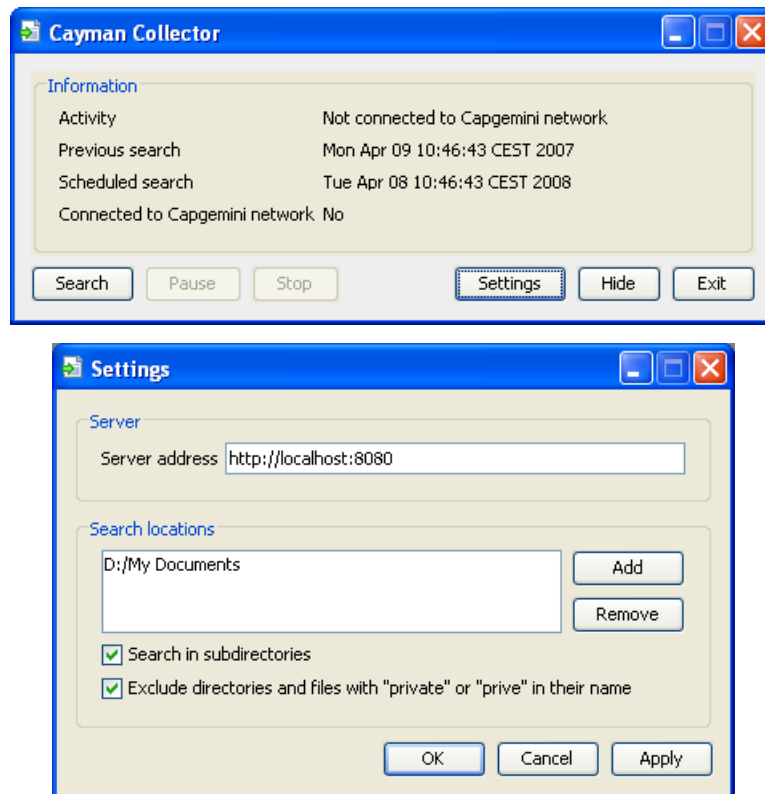 Cayman Collector
Information
Activity Not connected to Capgemini network
Previous search Mon Apr 09 10:46:43 CEST 2007
Scheduled search Tue Apr 08 10:46:43 CEST 2008
Connected to Capgemini network No
Search Pause Stop Settings Hide Exit
Settings
Server
Server address http://localhost:8080
Search locations
D:/My Documents Add
Remove
Search in subdirectories
Exclude directories and files with "private" or "prive" in their name
OK Cancel Apply